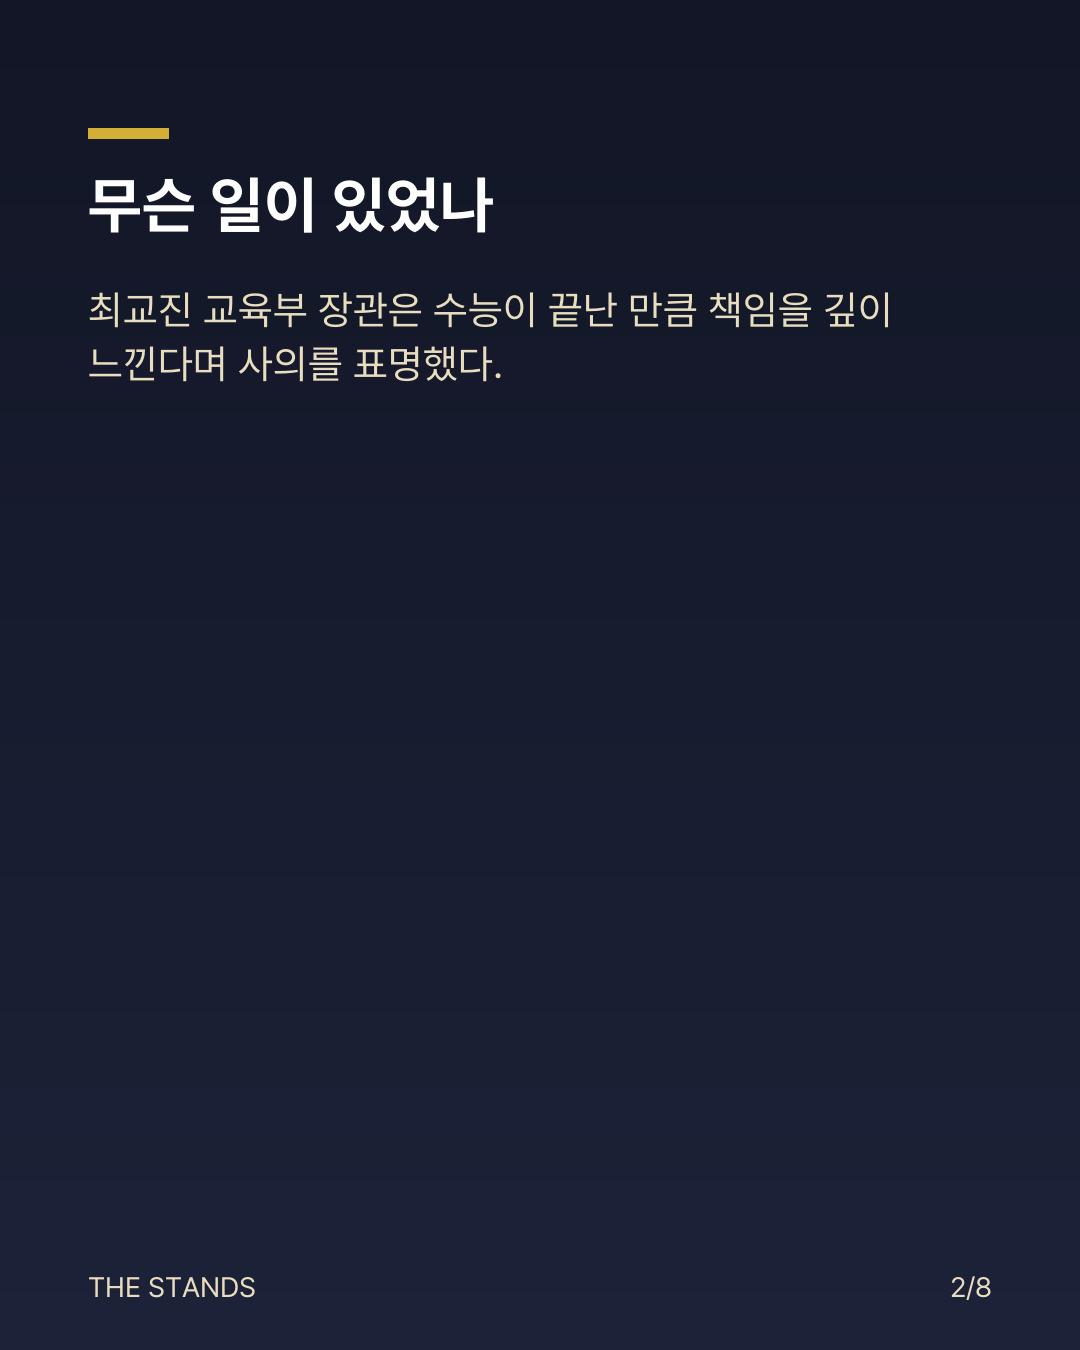 무슨 일이 있었나
최교진 교육부 장관은 수능이 끝난 만큼 책임을 깊이
느낀다며 사의를 표명했다.
THE STANDS
2/8